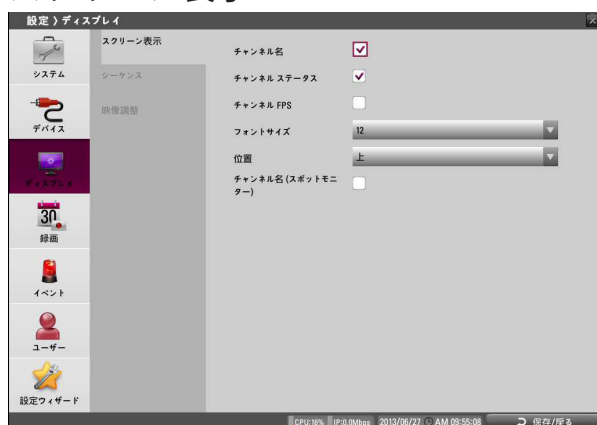 設定 〉ディスプレイ
システム
デバイス
ディスプレイ
30
録画
イベント
ユーザー
設定ウィザード
スクリーン表示
シーケンス
映像調整
チャンネル名
チャンネル ステータス
チャンネル FPS
フォントサイズ
12
位置
上
チャンネル名 (スポットモニ
ター)
CPU:16% IP:0.0Mbps 2013/06/27 AM 09:55:08 保存/戻る